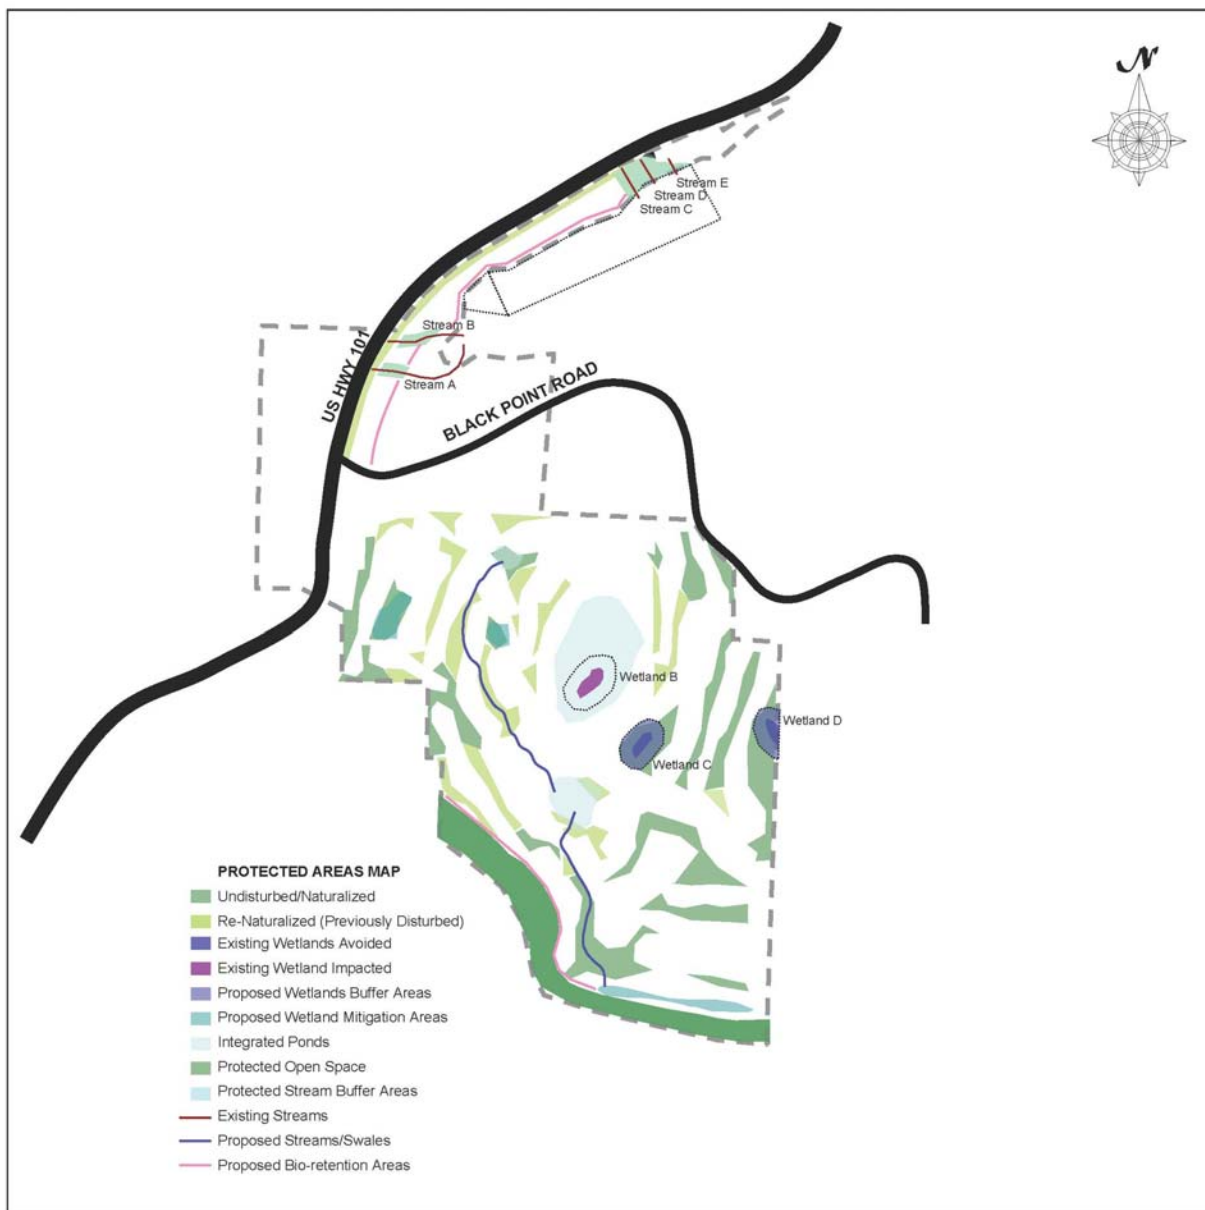 N
Stream E
Stream D
Stream C
Stream B
US HWY 101
Stream A
BLACK POINT ROAD
Wetland B
Wetland D
Wetland C
PROTECTED AREAS MAP
Undisturbed/Naturalized
Re-Naturalized (Previously Disturbed)
Existing Wetlands Avoided
Existing Wetland Impacted
Proposed Wetlands Buffer Areas
Proposed Wetland Mitigation Areas
Integrated Ponds
Protected Open Space
Protected Stream Buffer Areas
Existing Streams
Proposed Streams/Swales
Proposed Bio-retention Areas